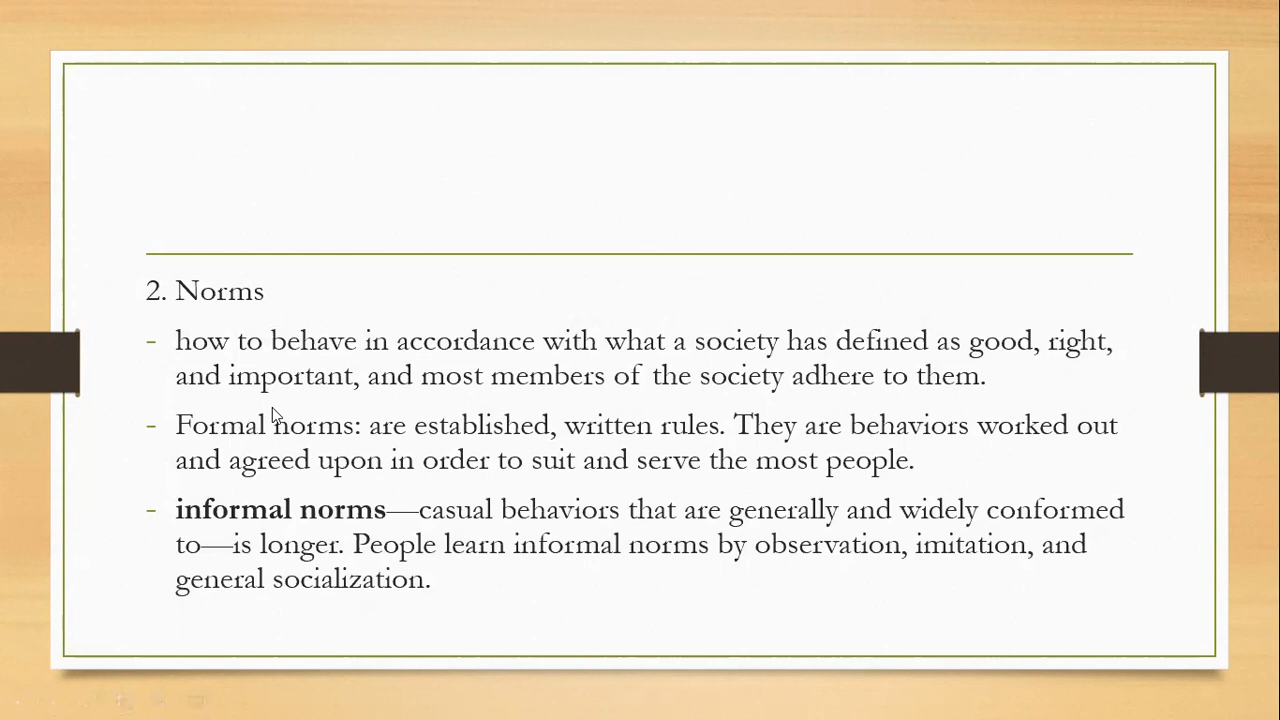 2. Norms
- how to behave in accordance with what a society has defined as good, right,
and important, and most members of the society adhere to them.
- Formal norms: are established, written rules. They are behaviors worked out
and agreed upon in order to suit and serve the most people.
- informal norms—casual behaviors that are generally and widely conformed
to—is longer. People learn informal norms by observation, imitation, and
general socialization.